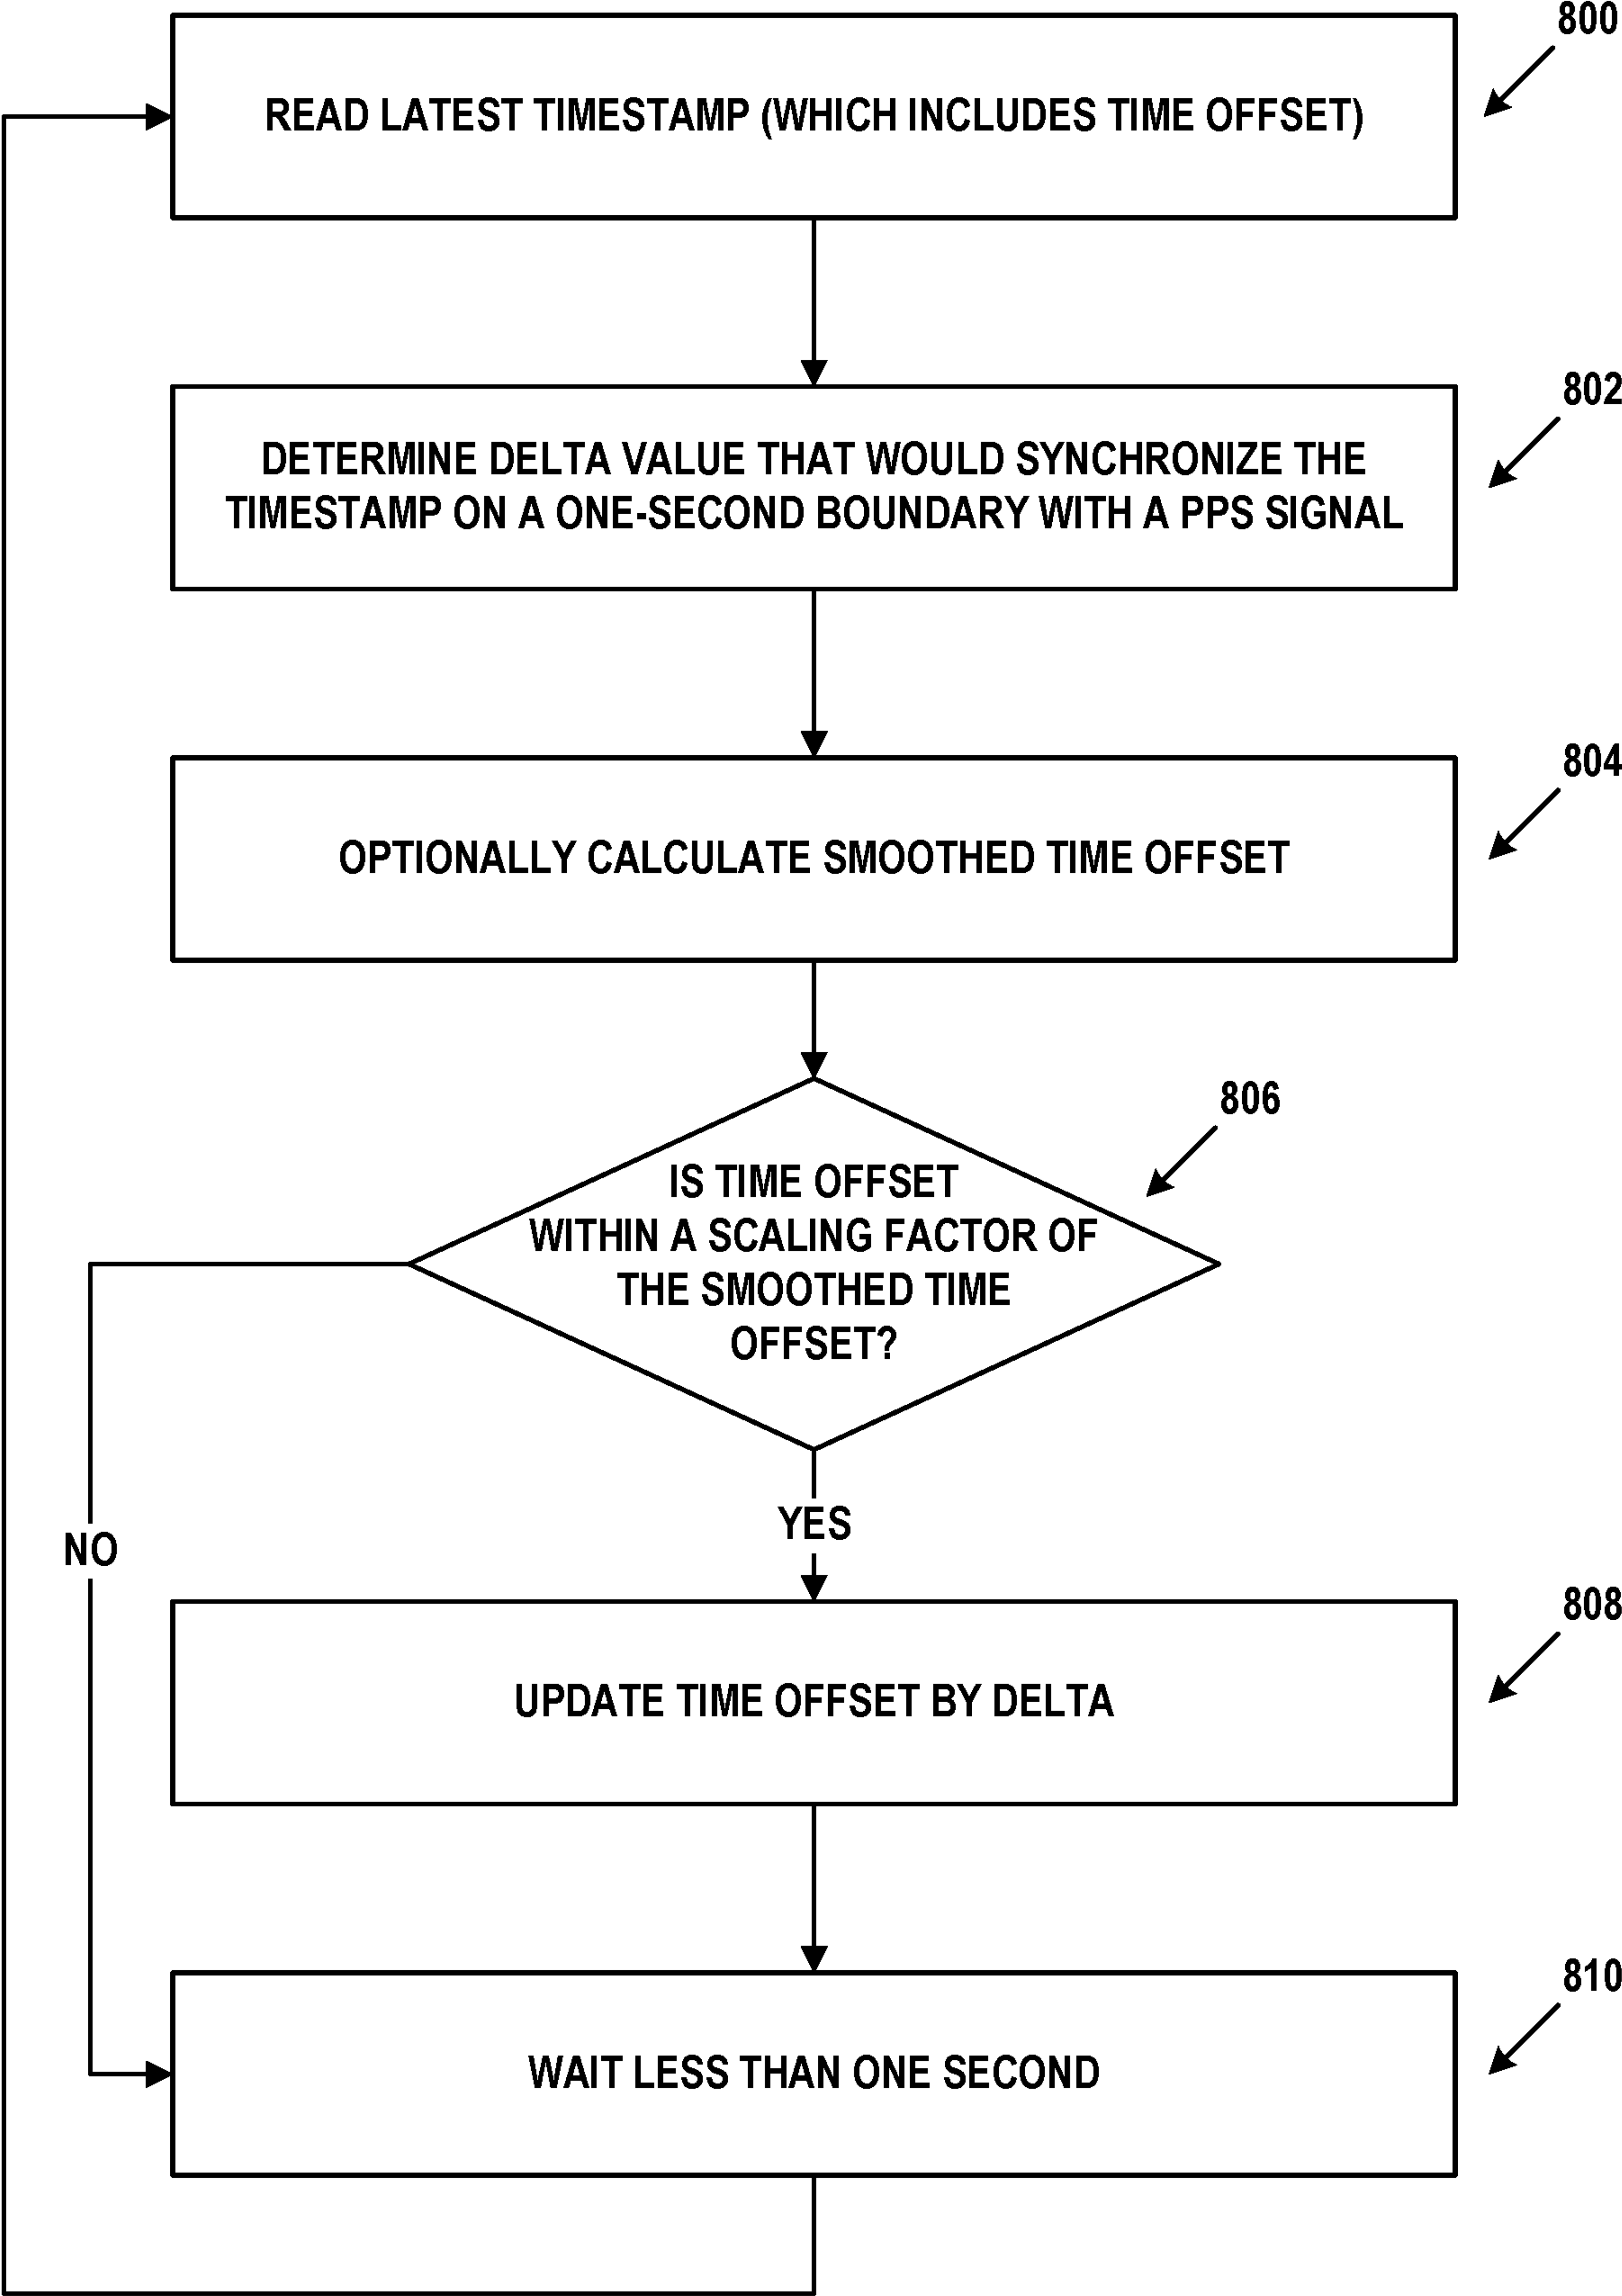 800
READ LATEST TIMESTAMP (WHICH INCLUDES TIME OFFSET)
802
DETERMINE DELTA VALUE THAT WOULD SYNCHRONIZE THE
TIMESTAMP ON A ONE-SECOND BOUNDARY WITH A PPS SIGNAL
804
OPTIONALLY CALCULATE SMOOTHED TIME OFFSET
806
IS TIME OFFSET
WITHIN A SCALING FACTOR OF
THE SMOOTHED TIME
OFFSET?
YES
NO
808
UPDATE TIME OFFSET BY DELTA
810
WAIT LESS THAN ONE SECOND